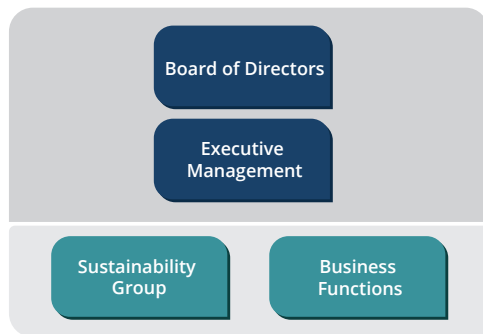 Board of Directors
Executive
Management
Sustainability
Group
Business
Functions